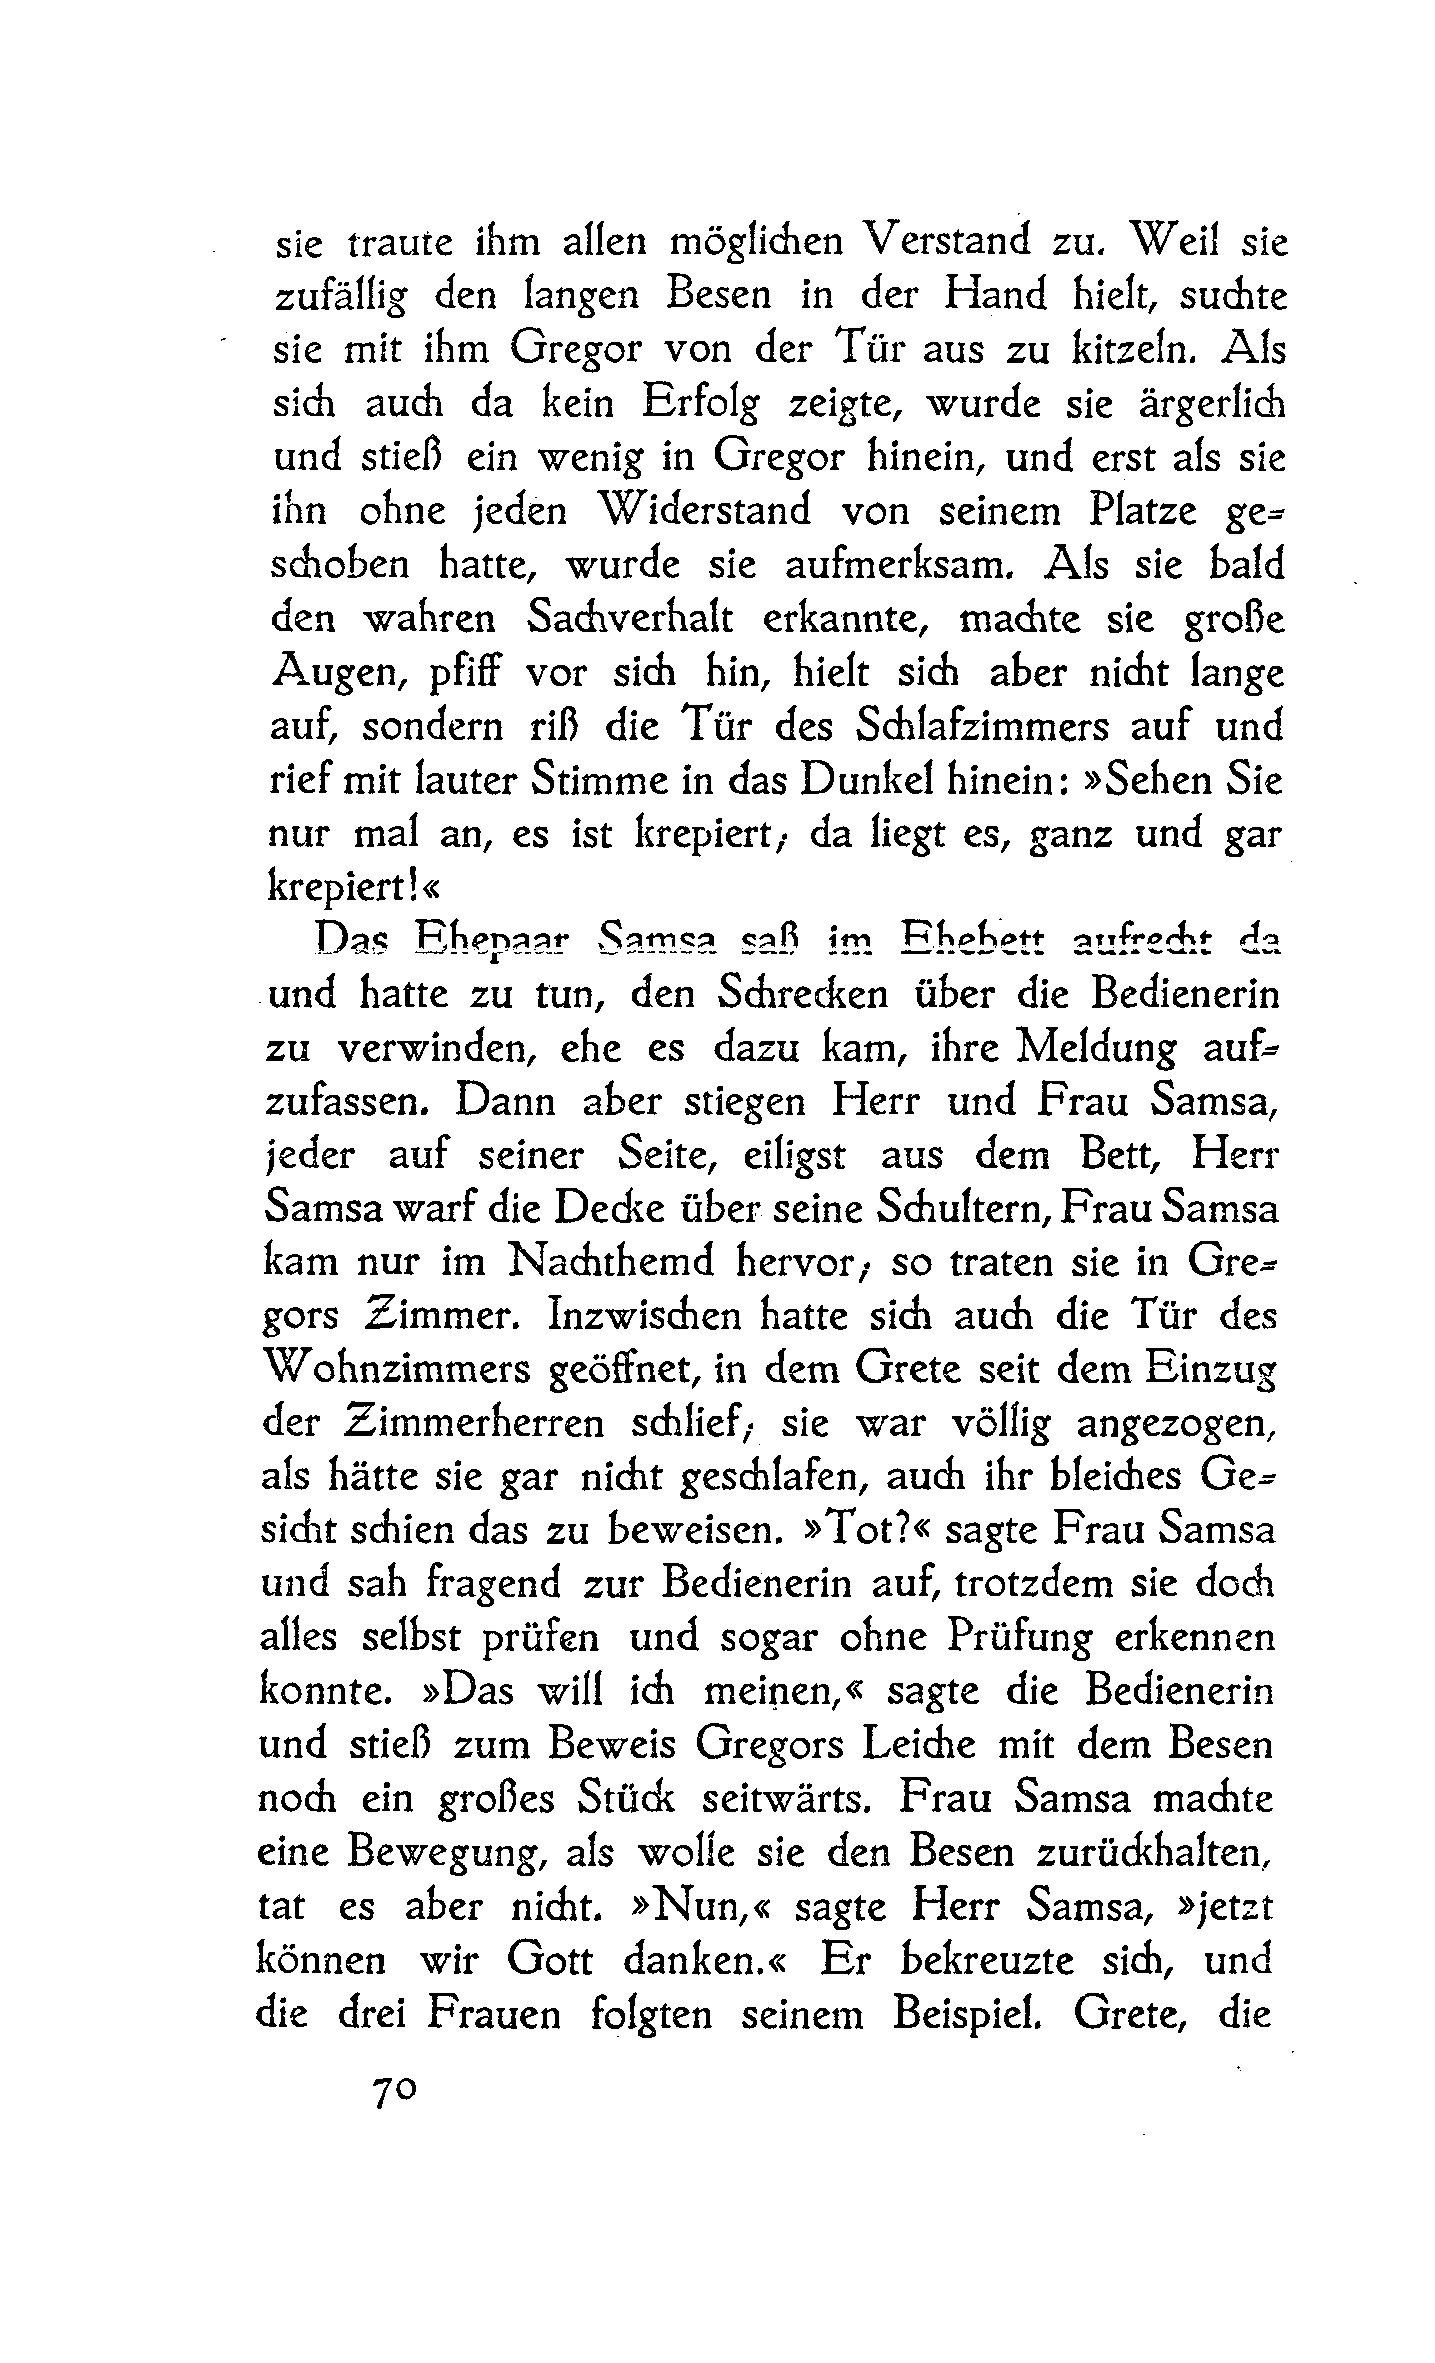 sie traute ihm allen möglichen Verstand zu. Weil sie
zufällig den langen Besen in der Hand hielt, suchte
sie mit ihm Gregor von der Tür aus zu kitzeln. Als
sich auch da kein Erfolg zeigte, wurde sie ärgerlich
und stieß ein wenig in Gregor hinein, und erst als sie
ihn ohne jeden Widerstand von seinem Platze ge-
schoben hatte, wurde sie aufmerksam. Als sie bald
den wahren Sachverhalt erkannte, machte sie große
Augen, pfiff vor sich hin, hielt sich aber nicht lange
auf, sondern riß die Tür des Schlafzimmers auf und
rief mit lauter Stimme in das Dunkel hinein: »Sehen Sie
nur mal an, es ist krepiert; da liegt es, ganz und gar
krepiert!«
Das Ehepaar Samsa saß im Ehebett aufrecht da
und hatte zu tun, den Schrecken über die Bedienerin
zu verwinden, ehe es dazu kam, ihre Meldung auf-
zufassen. Dann aber stiegen Herr und Frau Samsa,
jeder auf seiner Seite, eiligst aus dem Bett, Herr
Samsa warf die Decke über seine Schultern, Frau Samsa
kam nur im Nachthemd hervor; so traten sie in Gre-
gors Zimmer. Inzwischen hatte sich auch die Tür des
Wohnzimmers geöffnet, in dem Grete seit dem Einzug
der Zimmerherren schlief; sie war völlig angezogen,
als hätte sie gar nicht geschlafen, auch ihr bleiches Ge-
sicht schien das zu beweisen. »Tot?« sagte Frau Samsa
und sah fragend zur Bedienerin auf, trotzdem sie doch
alles selbst prüfen und sogar ohne Prüfung erkennen
konnte. »Das will ich meinen,« sagte die Bedienerin
und stieß zum Beweis Gregors Leiche mit dem Besen
noch ein großes Stück seitwärts. Frau Samsa machte
eine Bewegung, als wolle sie den Besen zurückhalten,
tat es aber nicht. »Nun,« sagte Herr Samsa, »jetzt
können wir Gott danken.« Er bekreuzte sich, und
die drei Frauen folgten seinem Beispiel. Grete, die
70